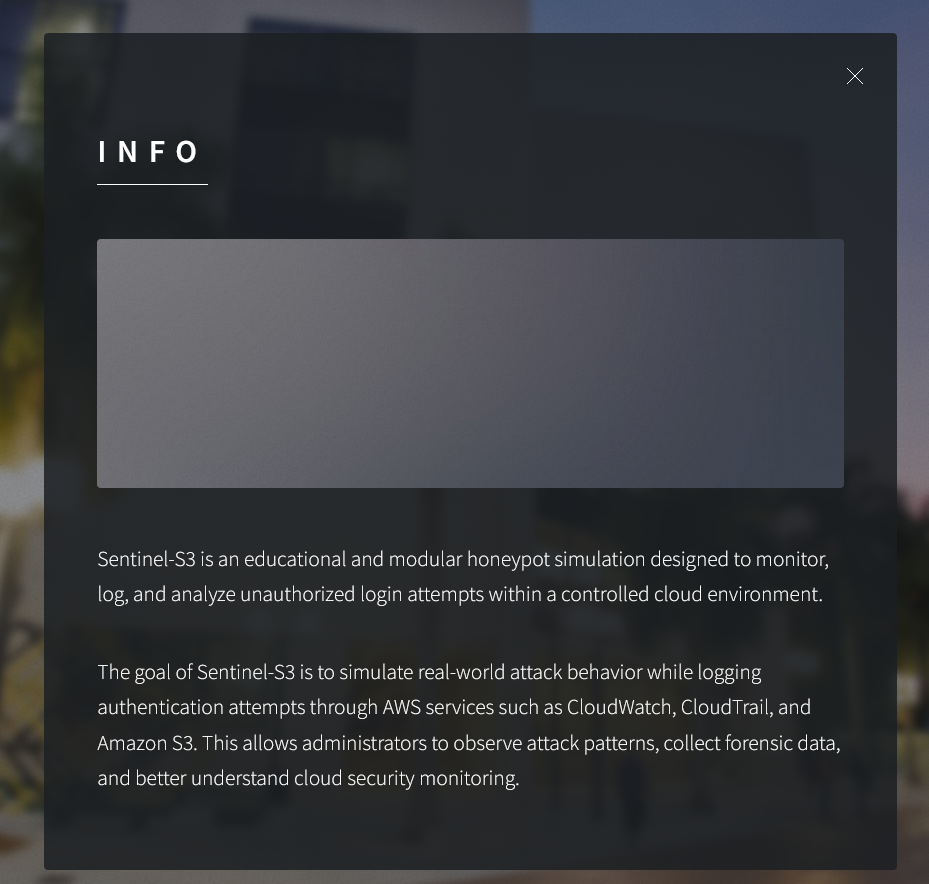 INFO
Sentinel-S3 is an educational and modular honeypot simulation designed to monitor,
log, and analyze unauthorized login attempts within a controlled cloud environment.
The goal of Sentinel-S3 is to simulate real-world attack behavior while logging
authentication attempts through AWS services such as CloudWatch, CloudTrail, and
Amazon S3. This allows administrators to observe attack patterns, collect forensic data,
and better understand cloud security monitoring.